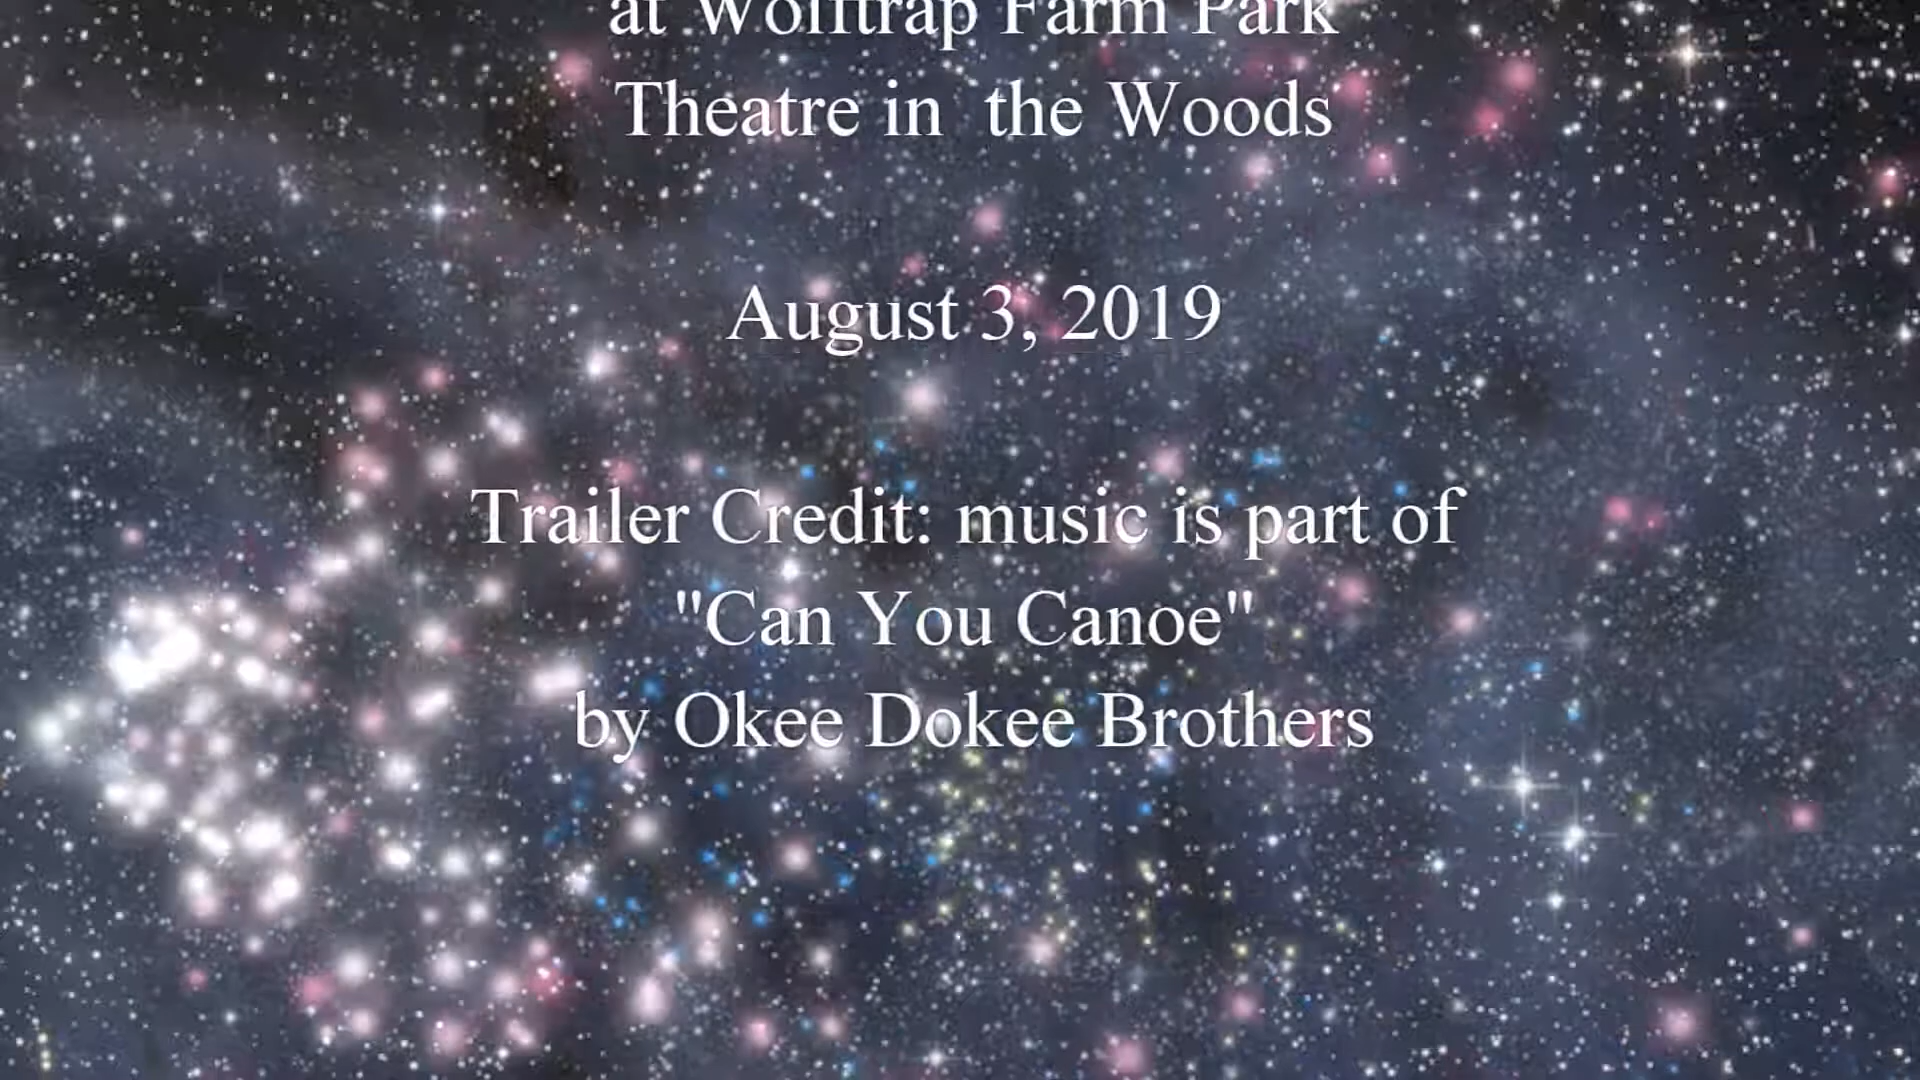 at Wolftrap Farm Park
Theatre in  the Woods
August 3, 2019
Trailer Credit: music is part of
"Can You Canoe"
by Okee Dokee Brothers